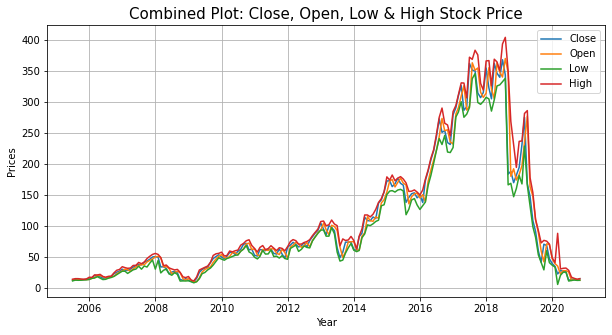 Combined Plot: Close, Open, Low & High Stock Price
Close
Open
Low
High
400
350
300
250
200
150
100
50
0
Prices
2006
2008
2010
2012
2014
2016
2018
2020
Year